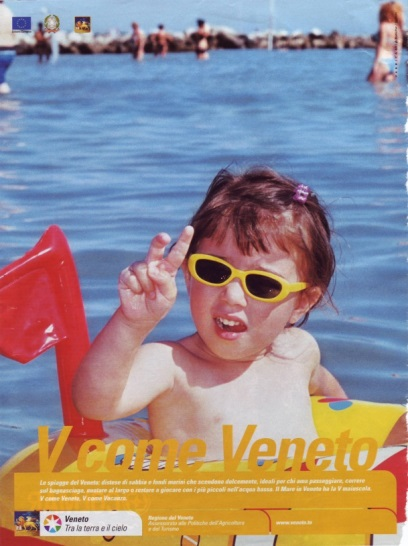 V come Veneto
Le spiagge del Veneto: distese di sabbia e fondi marini che scendono dolcemente, ideali per chi ama passeggiare, correre
sul bagnasciuga, nuotare al largo o restare a giocare con i più piccoli nell'acqua bassa. Il Mare in Veneto ha la V maiuscola.
V come Veneto. V come Vacanza.
Veneto
Tra la terra e il cielo
Regione del Veneto
Assessorato alle Politiche dell'Agricoltura
e del Turismo
www.veneto.to